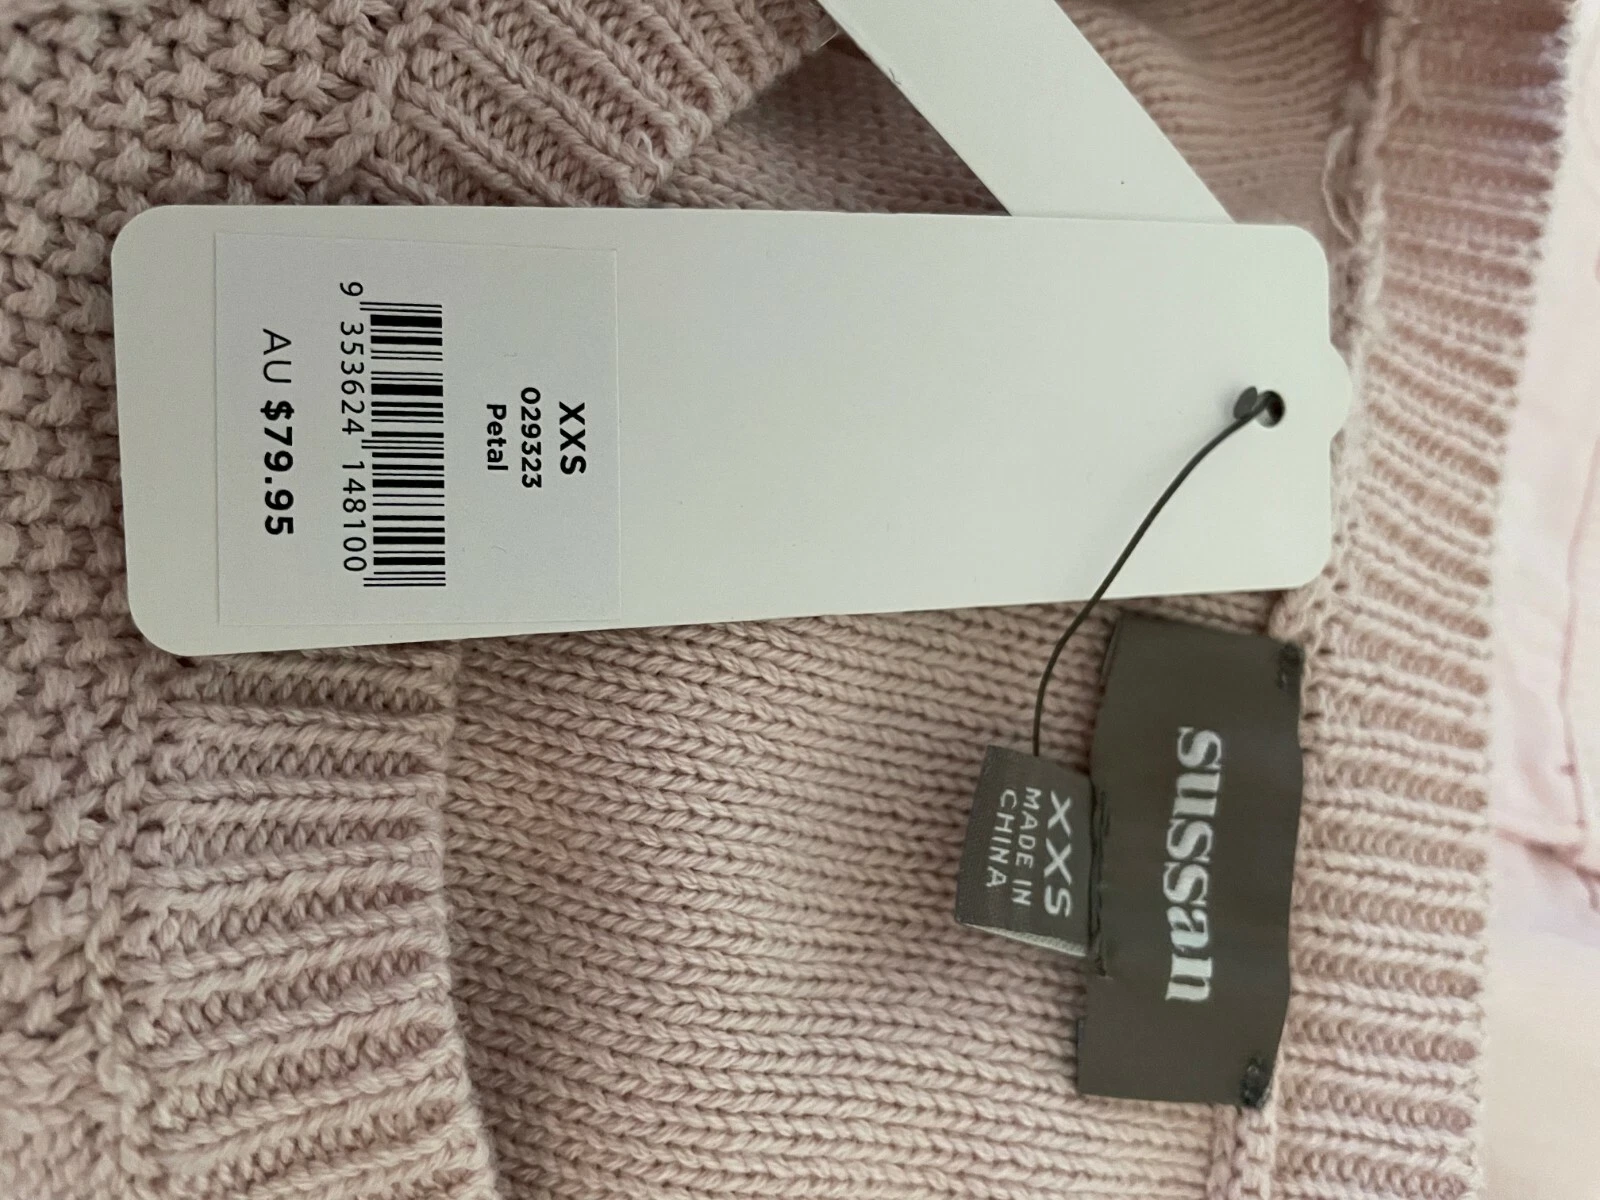 XXS
029323
Petal
9 353624 148100
AU $79.95
sussan
XXS
MADE IN
CHINA